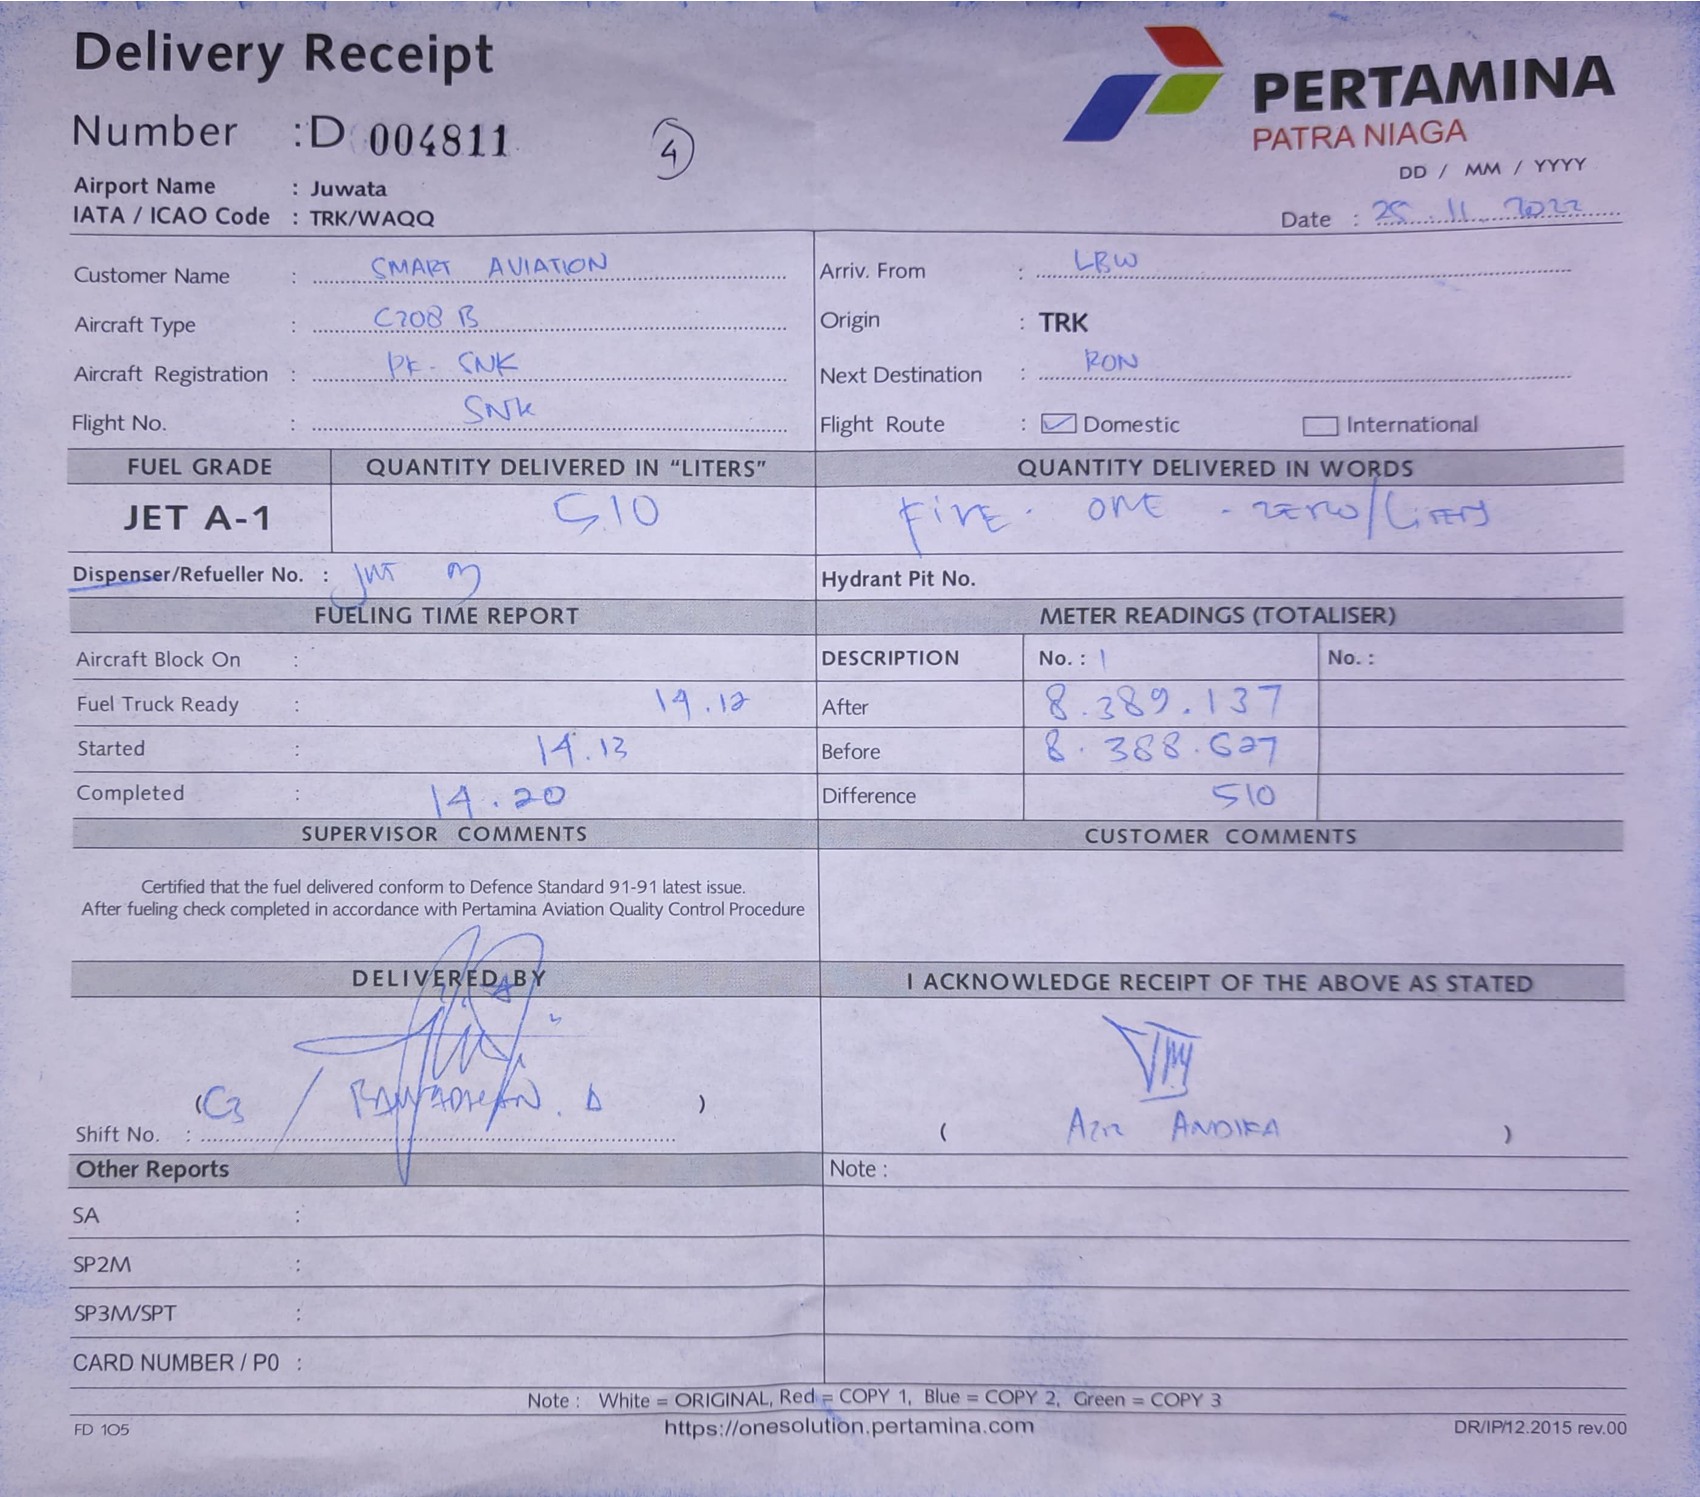 Delivery Receipt
PERTAMINA
PATRA NIAGA
Number : D 004811
4
DD / MM / YYYY
Airport Name : Juwata
IATA / ICAO Code : TRK/WAQQ
Date : 25 . 11 . 2022
Customer Name : SMART AVIATION
Arriv. From : LBW
Aircraft Type : C208 B
Origin : TRK
Aircraft Registration : PK - SNK
Next Destination : RON
Flight No. : SNK
Flight Route : Domestic International
FUEL GRADE QUANTITY DELIVERED IN “LITERS” QUANTITY DELIVERED IN WORDS
JET A-1 510 FIVE - ONE - ZERO / LITERS
Dispenser/Refueller No. :
Hydrant Pit No.
FUELING TIME REPORT METER READINGS (TOTALISER)
Aircraft Block On :
DESCRIPTION No. : 1 No. :
Fuel Truck Ready : 14.12
After 8.389.137
Started : 14.13
Before 8.388.627
Completed : 14.20
Difference 510
SUPERVISOR COMMENTS CUSTOMER COMMENTS
Certified that the fuel delivered conform to Defence Standard 91-91 latest issue.
After fueling check completed in accordance with Pertamina Aviation Quality Control Procedure
DELIVERED BY I ACKNOWLEDGE RECEIPT OF THE ABOVE AS STATED
(C3 / . A )
Shift No. :
( AZIZ ANDIKA )
Other Reports Note :
SA :
SP2M :
SP3M/SPT :
CARD NUMBER / P0 :
Note : White = ORIGINAL, Red = COPY 1, Blue = COPY 2, Green = COPY 3
FD 105 https://onesolution.pertamina.com DR/IP/12.2015 rev.00